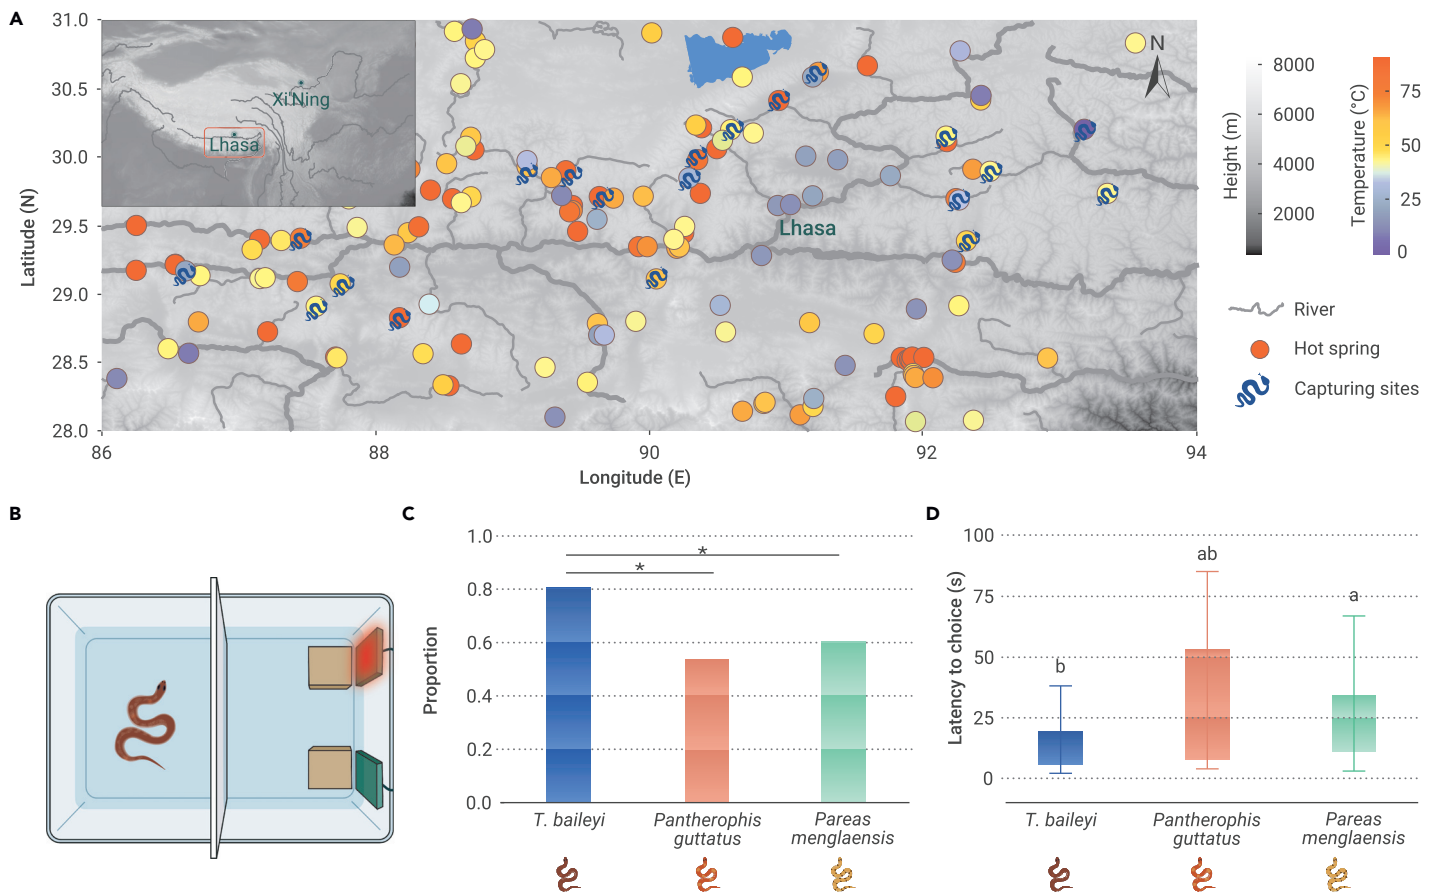 A
31.0
30.5
30.0
29.5
29.0
28.5
28.0
Latitude (N)
86
88
90
92
94
Longitude (E)
Xi'Ning
Lhasa
Lhasa
N
Height (m)
8000
6000
4000
2000
Temperature (°C)
75
50
25
0
River
Hot spring
Capturing sites
B
C
Proportion
1.0
0.8
0.6
0.4
0.2
0.0
*
*
T. baileyi
Pantherophis
guttatus
Pareas
menglaensis
D
Latency to choice (s)
100
75
50
25
0
b
ab
a
T. baileyi
Pantherophis
guttatus
Pareas
menglaensis